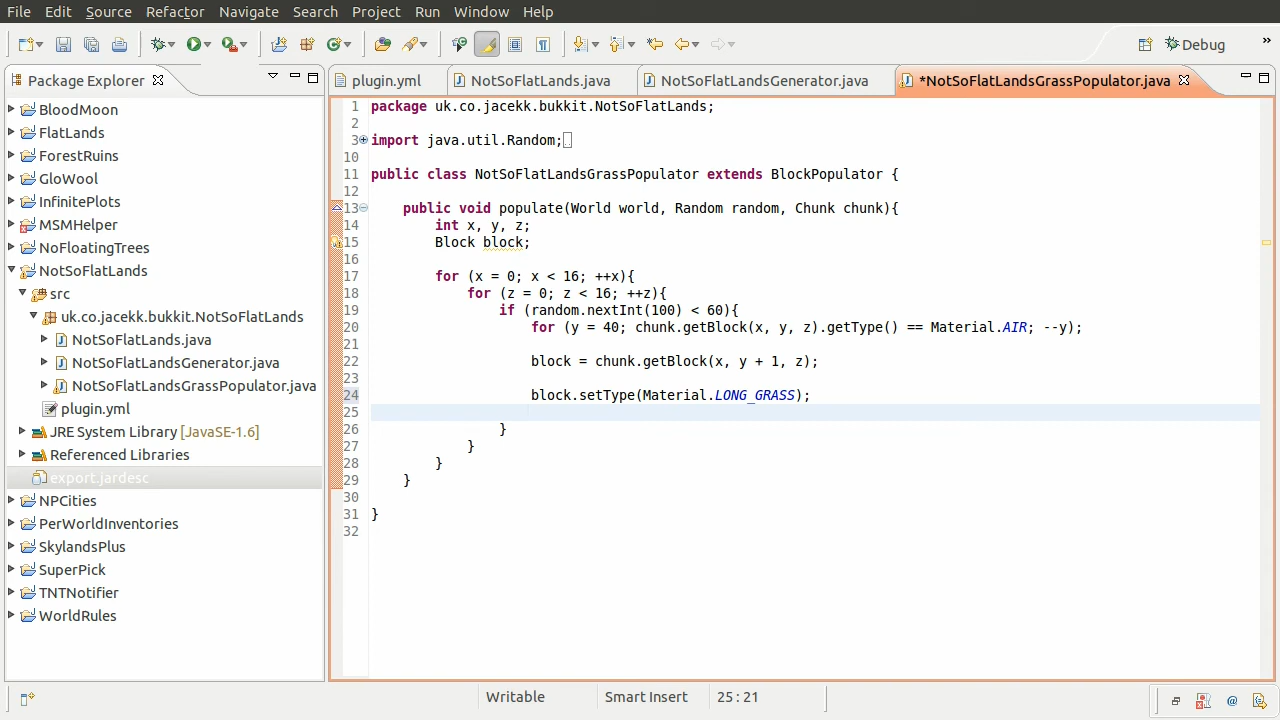 File Edit Source Refactor Navigate Search Project Run Window Help
Debug
»
Package Explorer
plugin.yml
NotSoFlatLands.java
NotSoFlatLandsGenerator.java
*NotSoFlatLandsGrassPopulator.java
BloodMoon
FlatLands
ForestRuins
GloWool
InfinitePlots
MSMHelper
NoFloatingTrees
NotSoFlatLands
src
uk.co.jacekk.bukkit.NotSoFlatLands
NotSoFlatLands.java
NotSoFlatLandsGenerator.java
NotSoFlatLandsGrassPopulator.java
plugin.yml
JRE System Library [JavaSE-1.6]
Referenced Libraries
export.jardesc
NPCities
PerWorldInventories
SkylandsPlus
SuperPick
TNTNotifier
WorldRules
1 package uk.co.jacekk.bukkit.NotSoFlatLands;
2
3 import java.util.Random;
10
11 public class NotSoFlatLandsGrassPopulator extends BlockPopulator {
12
13 public void populate(World world, Random random, Chunk chunk){
14 int x, y, z;
15 Block block;
16
17 for (x = 0; x < 16; ++x){
18 for (z = 0; z < 16; ++z){
19 if (random.nextInt(100) < 60){
20 for (y = 40; chunk.getBlock(x, y, z).getType() == Material.AIR; --y);
21
22 block = chunk.getBlock(x, y + 1, z);
23
24 block.setType(Material.LONG_GRASS);
25
26 }
27 }
28 }
29 }
30
31 }
32
Writable
Smart Insert
25 : 21